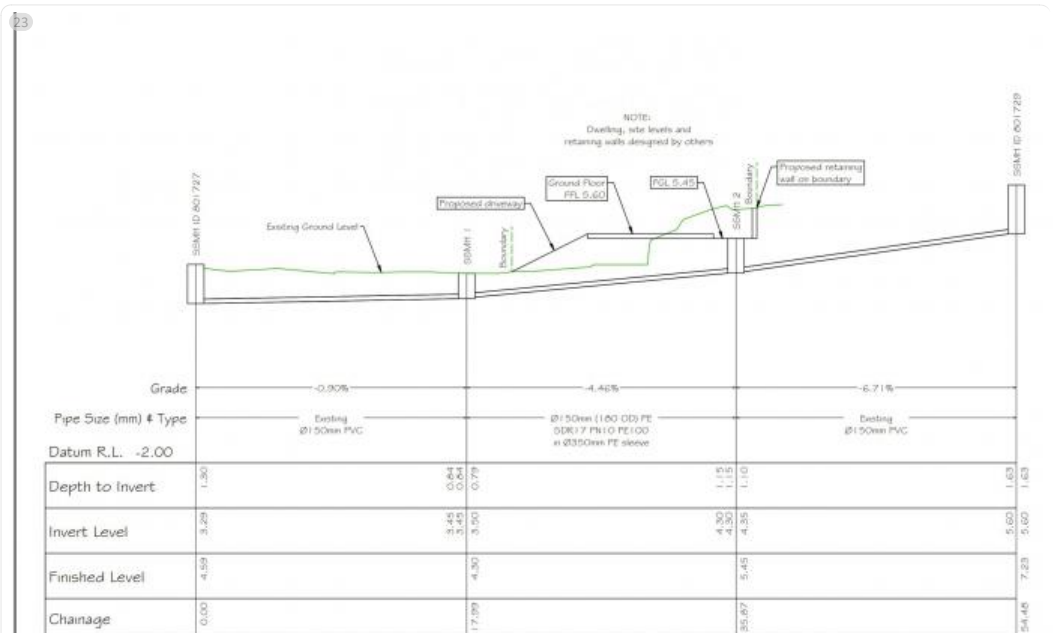 23
NOTE:
Dwelling, site levels and
retaining walls designed by others
SSMH ID 801729
SSMH ID 801727
Existing Ground Level
SSMH 1
Proposed driveway
Boundary
Ground Floor
FFL 5.60
FGL 5.45
SSMH 2
Boundary
Proposed retaining
wall on boundary
Grade -0.90% -4.46% -6.71%
Pipe Size (mm) & Type
Existing
Ø150mm PVC
Ø150mm (180 OD) PE
SDR17 PN10 PE100
in Ø350mm PE sleeve
Existing
Ø150mm PVC
Datum R.L. -2.00
Depth to Invert 1.30 0.84 0.84 0.79 1.15 1.15 1.10 1.63 1.63
Invert Level 3.29 3.45 3.45 3.50 4.30 4.30 4.35 5.60 5.60
Finished Level 4.59 4.30 5.45 7.23
Chainage 0.00 17.99 35.87 54.48